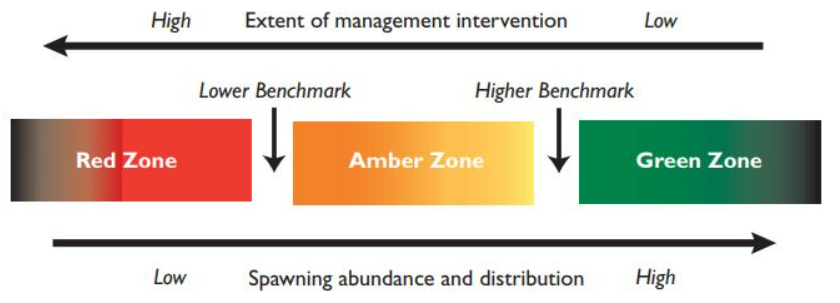 High Extent of management intervention Low
Lower Benchmark Higher Benchmark
Red Zone Amber Zone Green Zone
Low Spawning abundance and distribution High